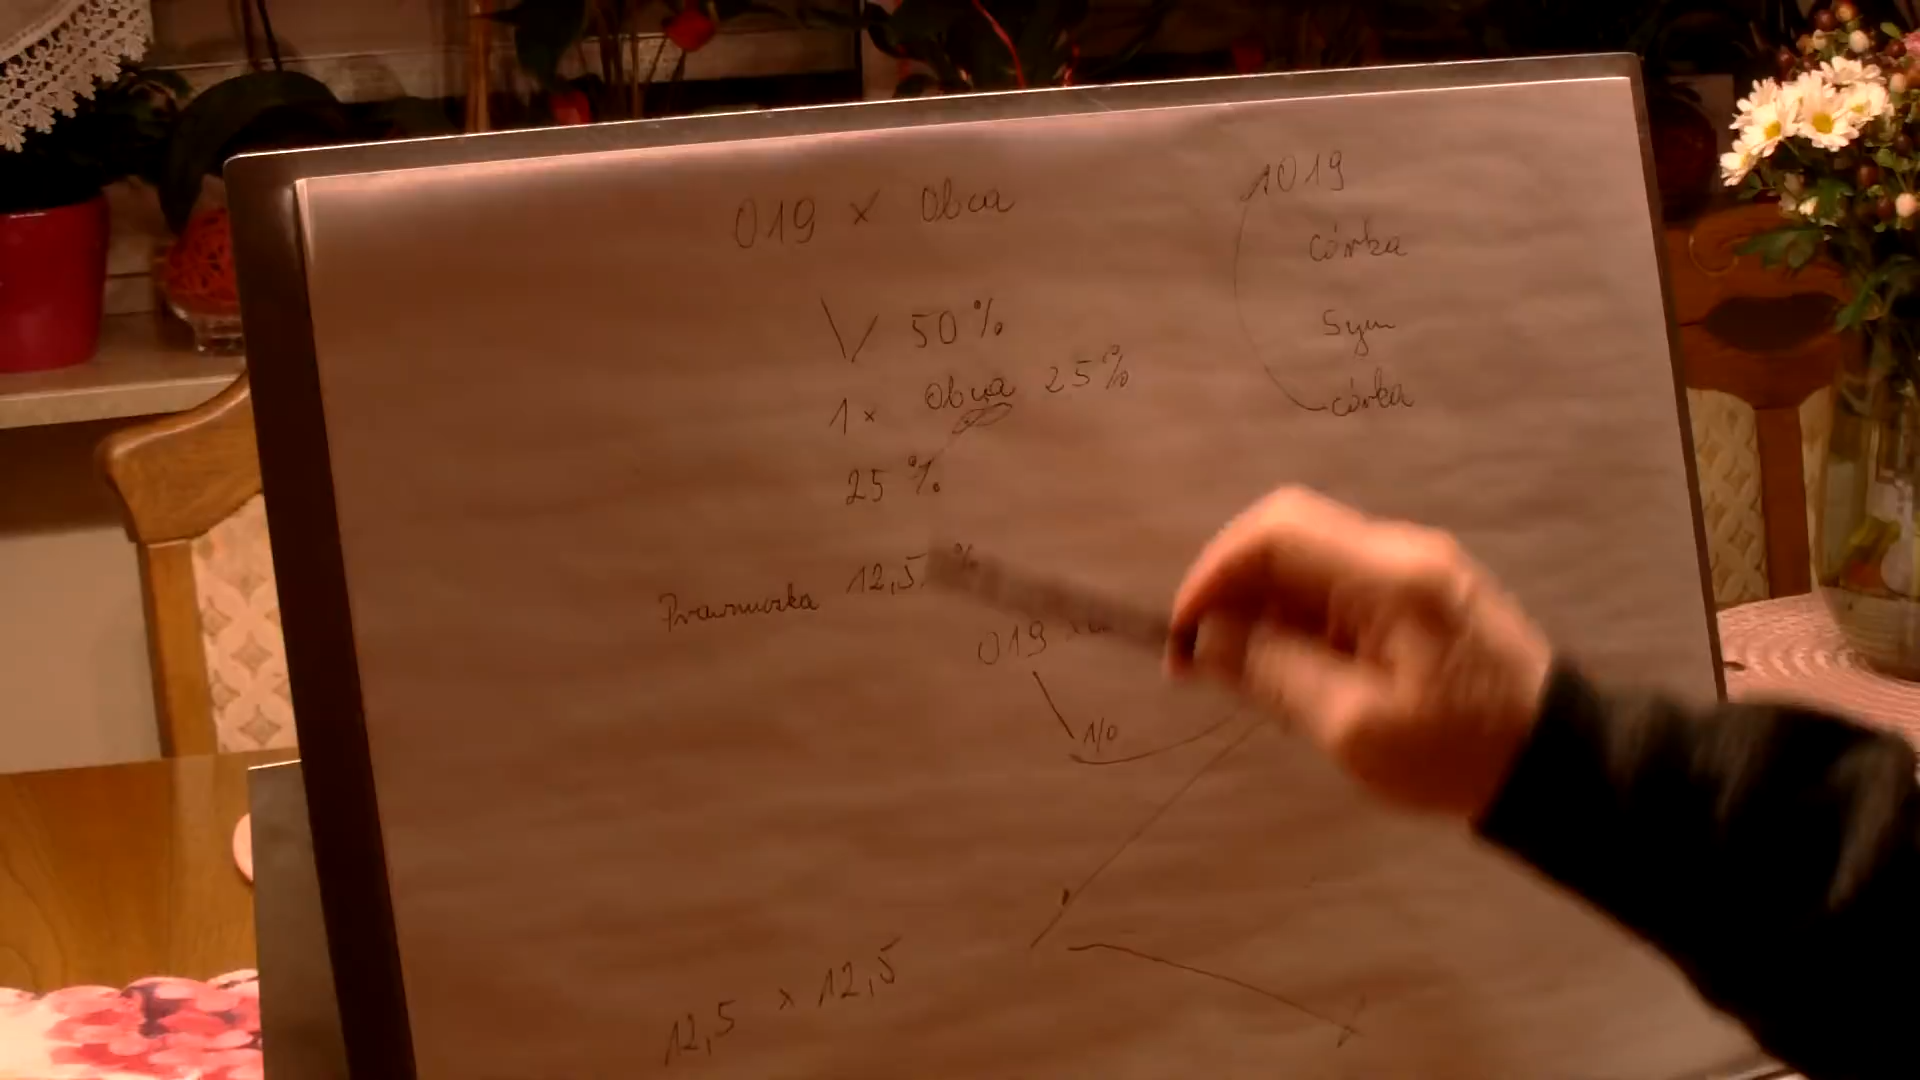 019 x Obca
50%
1 x Obca 25%
25%
Prawnuczka 12,5%
019 x
1/0
12,5 x 12,5
1019
córka
Syn
córka